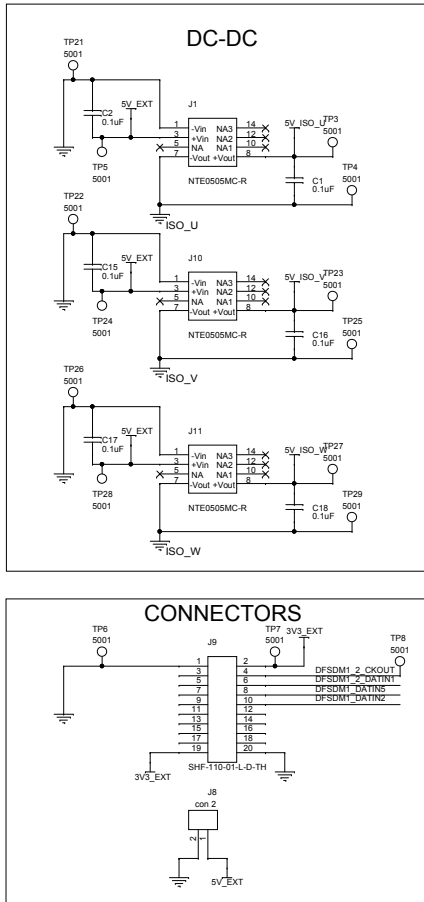 DC-DC
TP21
5001
C2
0.1uF
5V_EXT
TP5
5001
J1
1 -Vin NA3 14
3 +Vin NA2 12
5 NA NA1 10
7 -Vout +Vout 8
NTE0505MC-R
5V_ISO_U
TP3
5001
C1
0.1uF
TP4
5001
ISO_U
TP22
5001
C15
0.1uF
5V_EXT
TP24
5001
J10
1 -Vin NA3 14
3 +Vin NA2 12
5 NA NA1 10
7 -Vout +Vout 8
NTE0505MC-R
5V_ISO_V
TP23
5001
C16
0.1uF
TP25
5001
ISO_V
TP26
5001
C17
0.1uF
5V_EXT
TP28
5001
J11
1 -Vin NA3 14
3 +Vin NA2 12
5 NA NA1 10
7 -Vout +Vout 8
NTE0505MC-R
5V_ISO_W
TP27
5001
C18
0.1uF
TP29
5001
ISO_W
CONNECTORS
TP6
5001
J9
TP7
5001
3V3_EXT
TP8
5001
1 2
3 4 DFSDM1_2_CKOUT
5 6 DFSDM1_2_DATIN1
7 8 DFSDM1_DATIN5
9 10 DFSDM1_DATIN2
11 12
13 14
15 16
17 18
19 20
SHF-110-01-L-D-TH
3V3_EXT
J8
con 2
2 1
5V_EXT